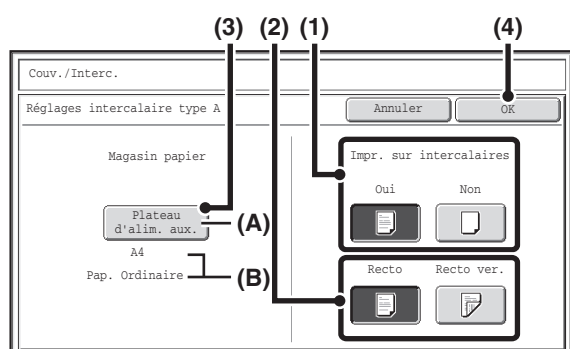 (3) (2) (1) (4)
Couv./Interc.
Réglages intercalaire type A
Annuler
OK
Magasin papier
Impr. sur intercalaires
Oui Non
Plateau
d'alim. aux.
(A)
A4
Pap. Ordinaire
(B)
Recto Recto ver.